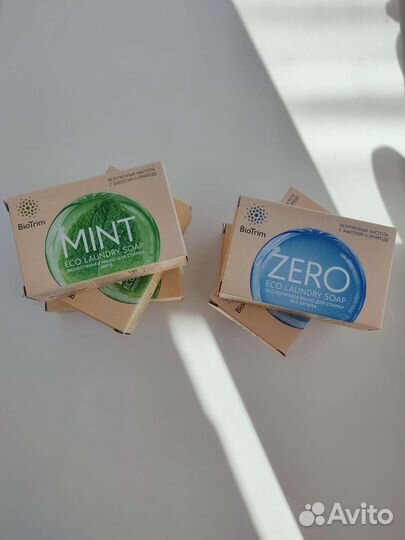 BioTrim
БЕЗУПРЕЧНАЯ ЧИСТОТА
С ЗАБОТОЙ О ПРИРОДЕ
MINT
ECO LAUNDRY SOAP
ЭКОЛОГИЧНОЕ МЫЛО ДЛЯ СТИРКИ
МЯТА
BioTrim
БЕЗУПРЕЧНАЯ ЧИСТОТА
С ЗАБОТОЙ О ПРИРОДЕ
ZERO
ECO LAUNDRY SOAP
ЭКОЛОГИЧНОЕ МЫЛО ДЛЯ СТИРКИ
БЕЗ ЗАПАХА
Avito